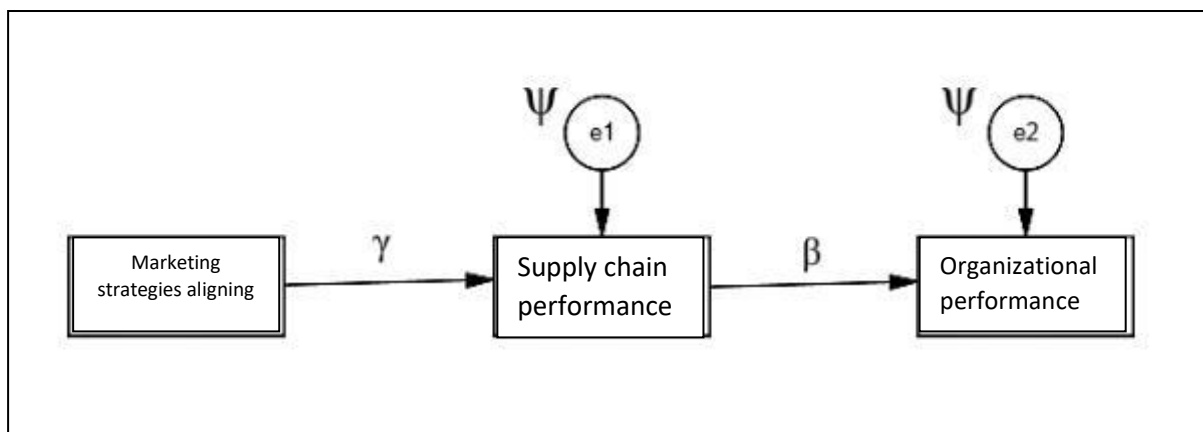 Ψ
e1
Ψ
e2
Marketing
strategies aligning
γ
Supply chain
performance
β
Organizational
performance